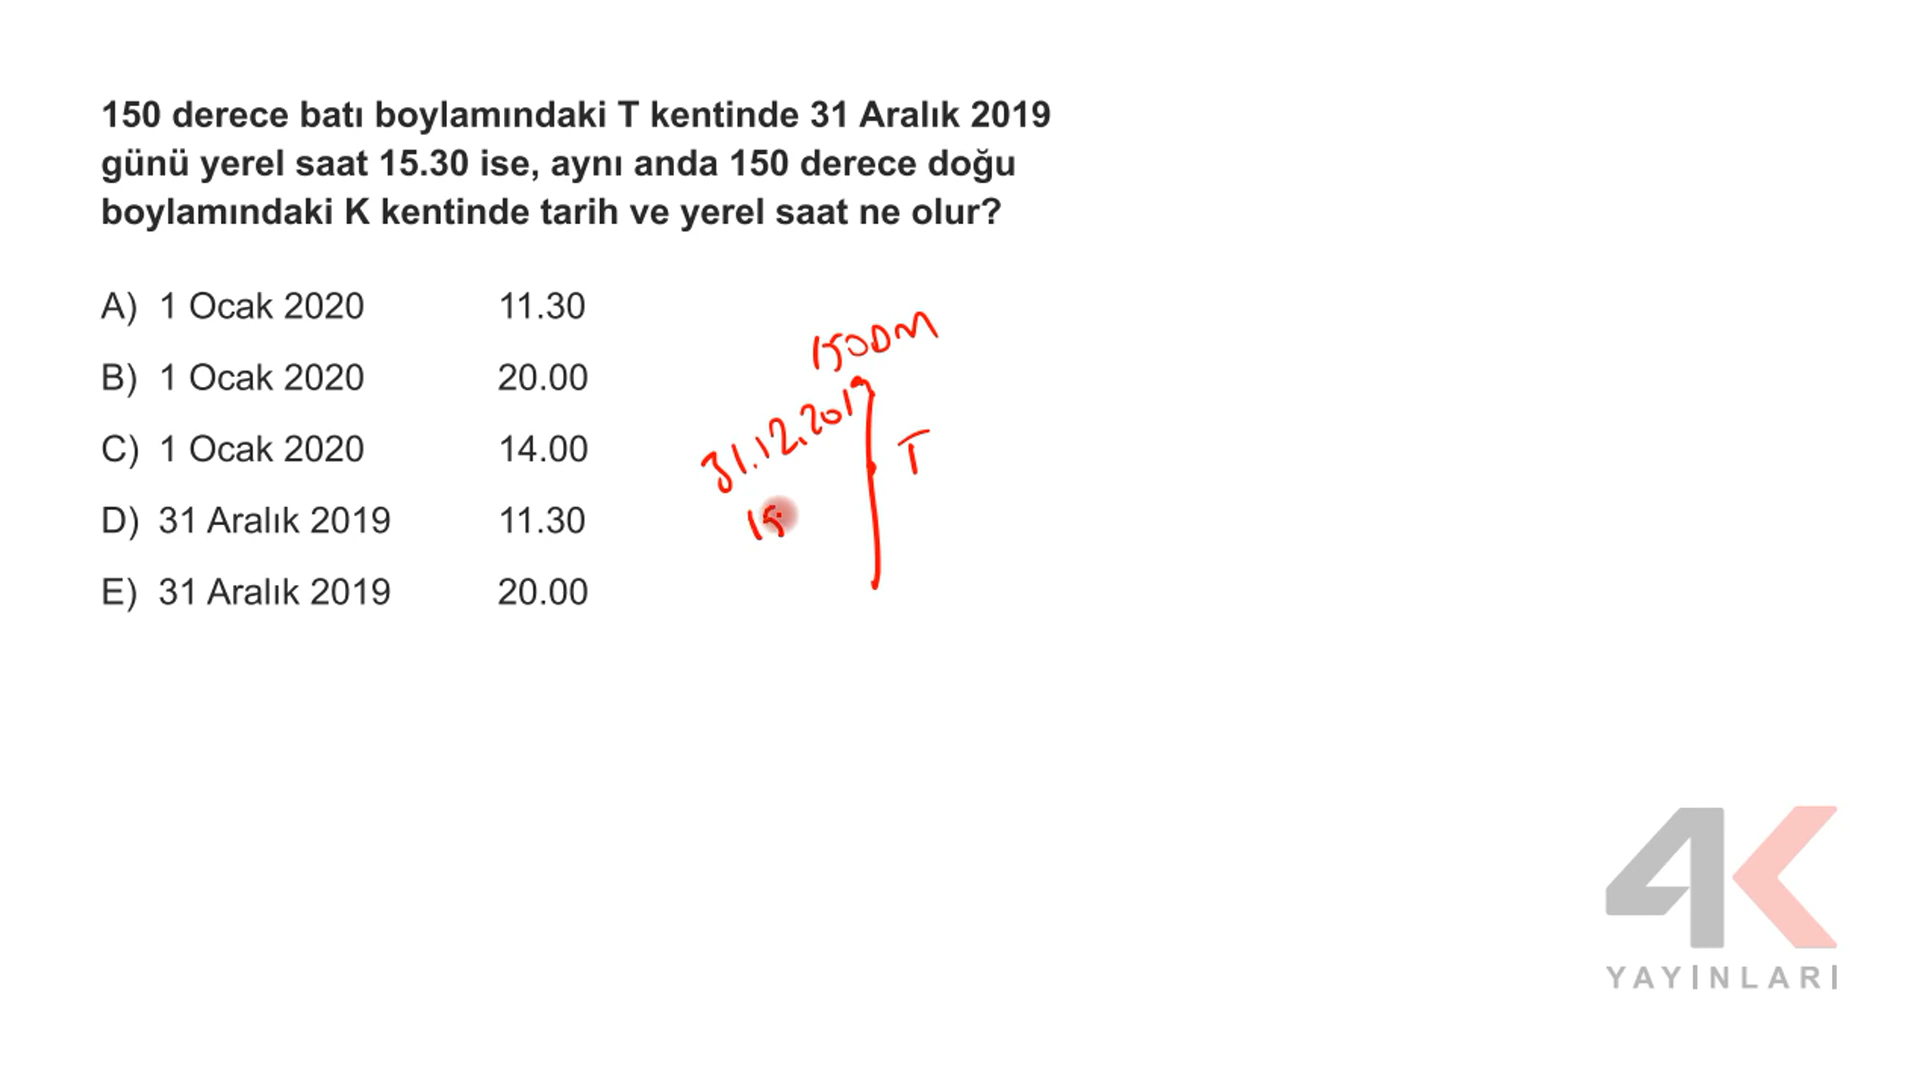 150 derece batı boylamındaki T kentinde 31 Aralık 2019
günü yerel saat 15.30 ise, aynı anda 150 derece doğu
boylamındaki K kentinde tarih ve yerel saat ne olur?
A) 1 Ocak 2020 11.30
B) 1 Ocak 2020 20.00
C) 1 Ocak 2020 14.00
D) 31 Aralık 2019 11.30
E) 31 Aralık 2019 20.00
150DM
31.12.2019
T
15
4K
YAYINLARI